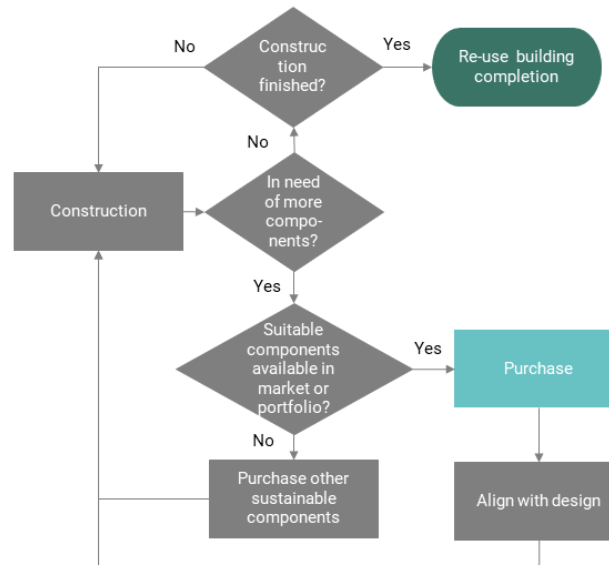 No
Construc
tion
finished?
Yes
Re-use building
completion
No
Construction
In need
of more
compo-
nents?
Yes
Suitable
components
available in
market or
portfolio?
Yes
Purchase
No
Purchase other
sustainable
components
Align with design